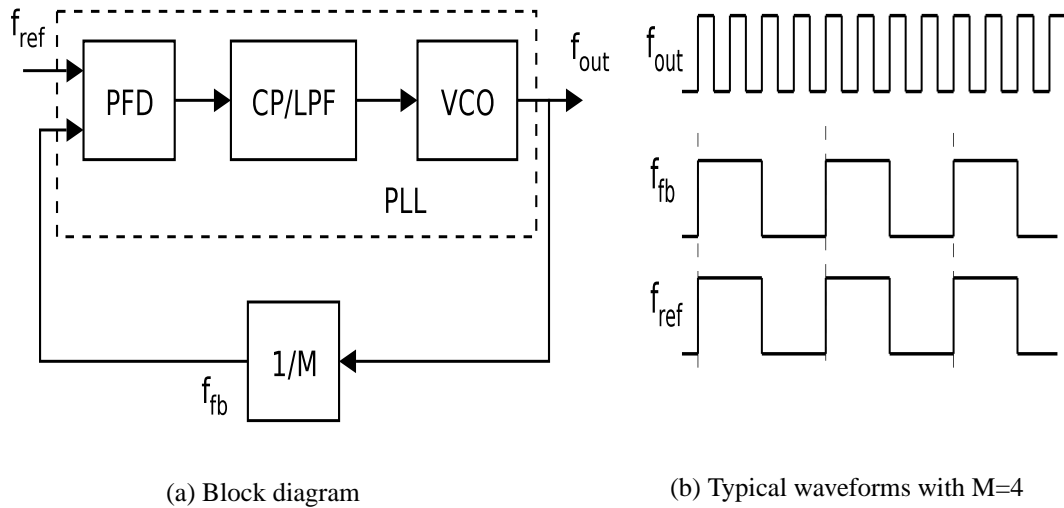 f_ref
PFD
CP/LPF
VCO
f_out
PLL
1/M
f_fb
(a) Block diagram
f_out
f_fb
f_ref
(b) Typical waveforms with M=4